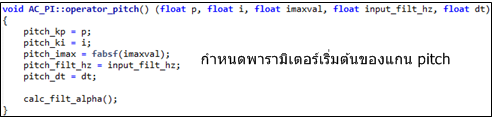 void AC_PI::operator_pitch() (float p, float i, float imaxval, float input_filt_hz, float dt)
{
pitch_kp = p;
pitch_ki = i;
pitch_imax = fabsf(imaxval);
pitch_filt_hz = input_filt_hz;
pitch_dt = dt;
กำหนดพารามิเตอร์เริ่มต้นของแกน pitch
calc_filt_alpha();
}